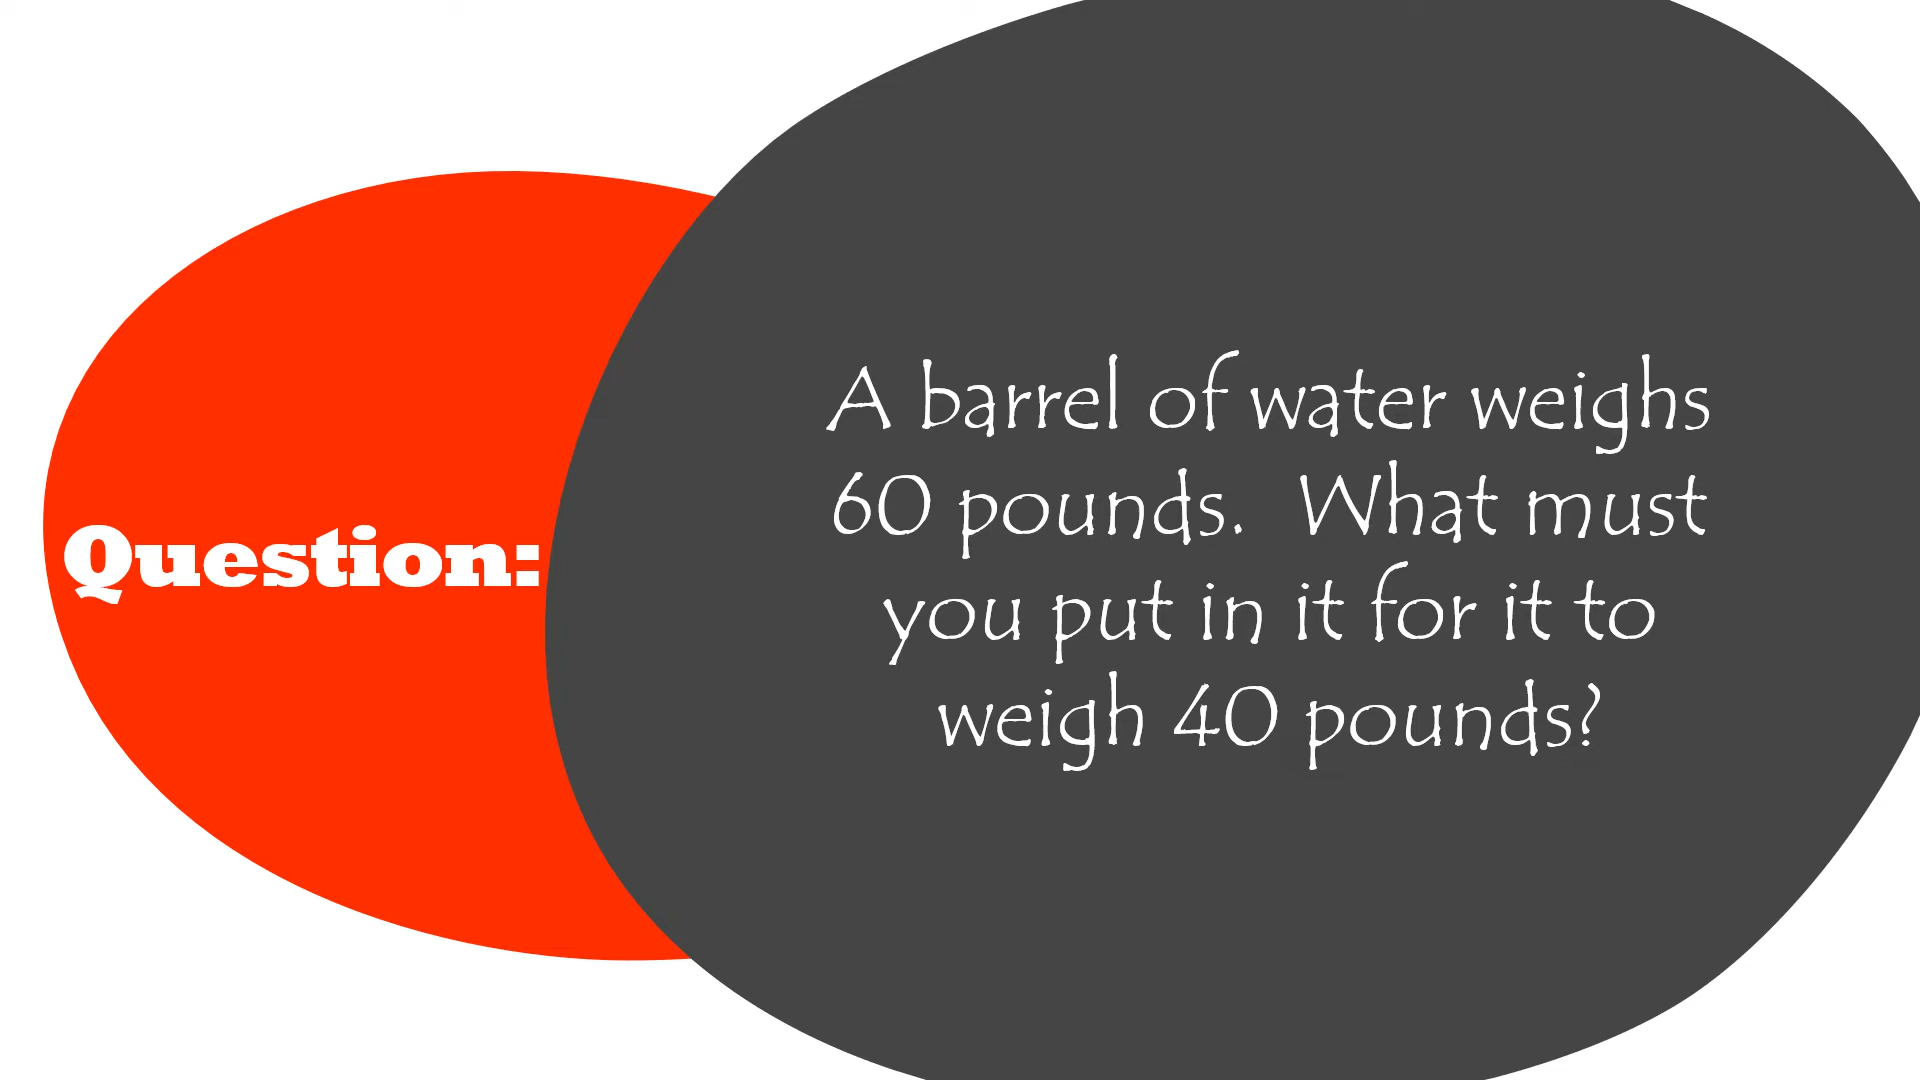 Question:
A barrel of water weighs
60 pounds.  What must
you put in it for it to
weigh 40 pounds?